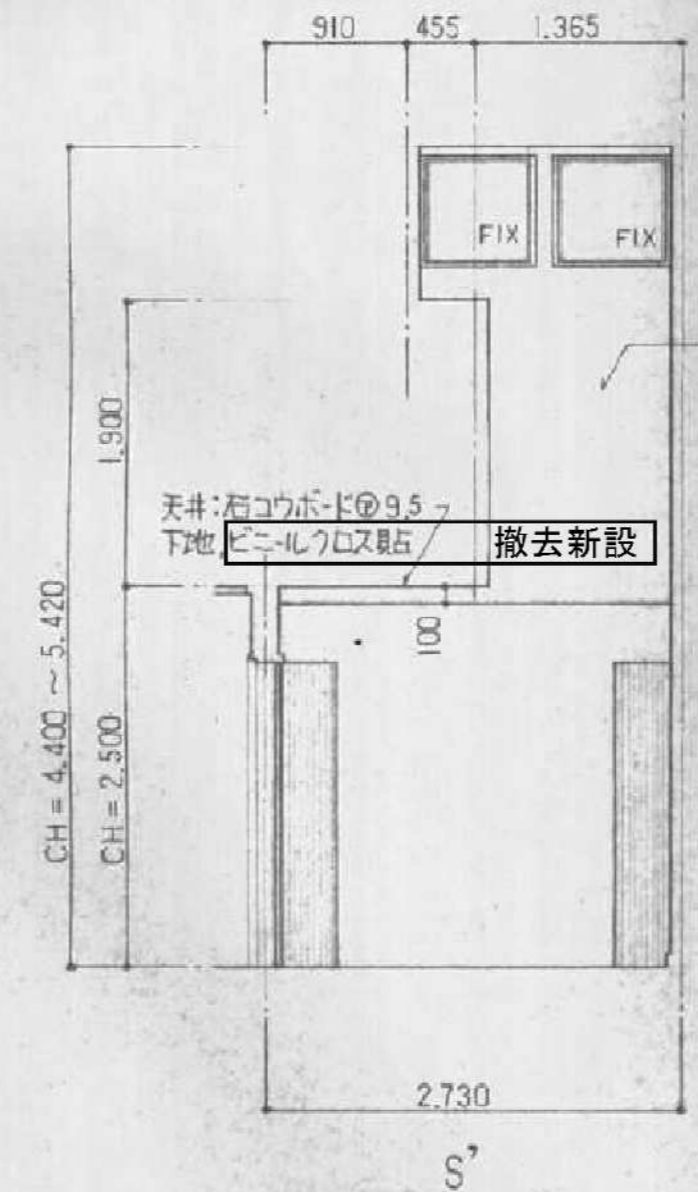 910 455 1.365
FIX FIX
1.900
天井:石コウボード㋐9.5
下地,ビニールクロス貼 撤去新設
100
CH = 4.400 ~ 5.420
CH = 2.500
2.730
S’